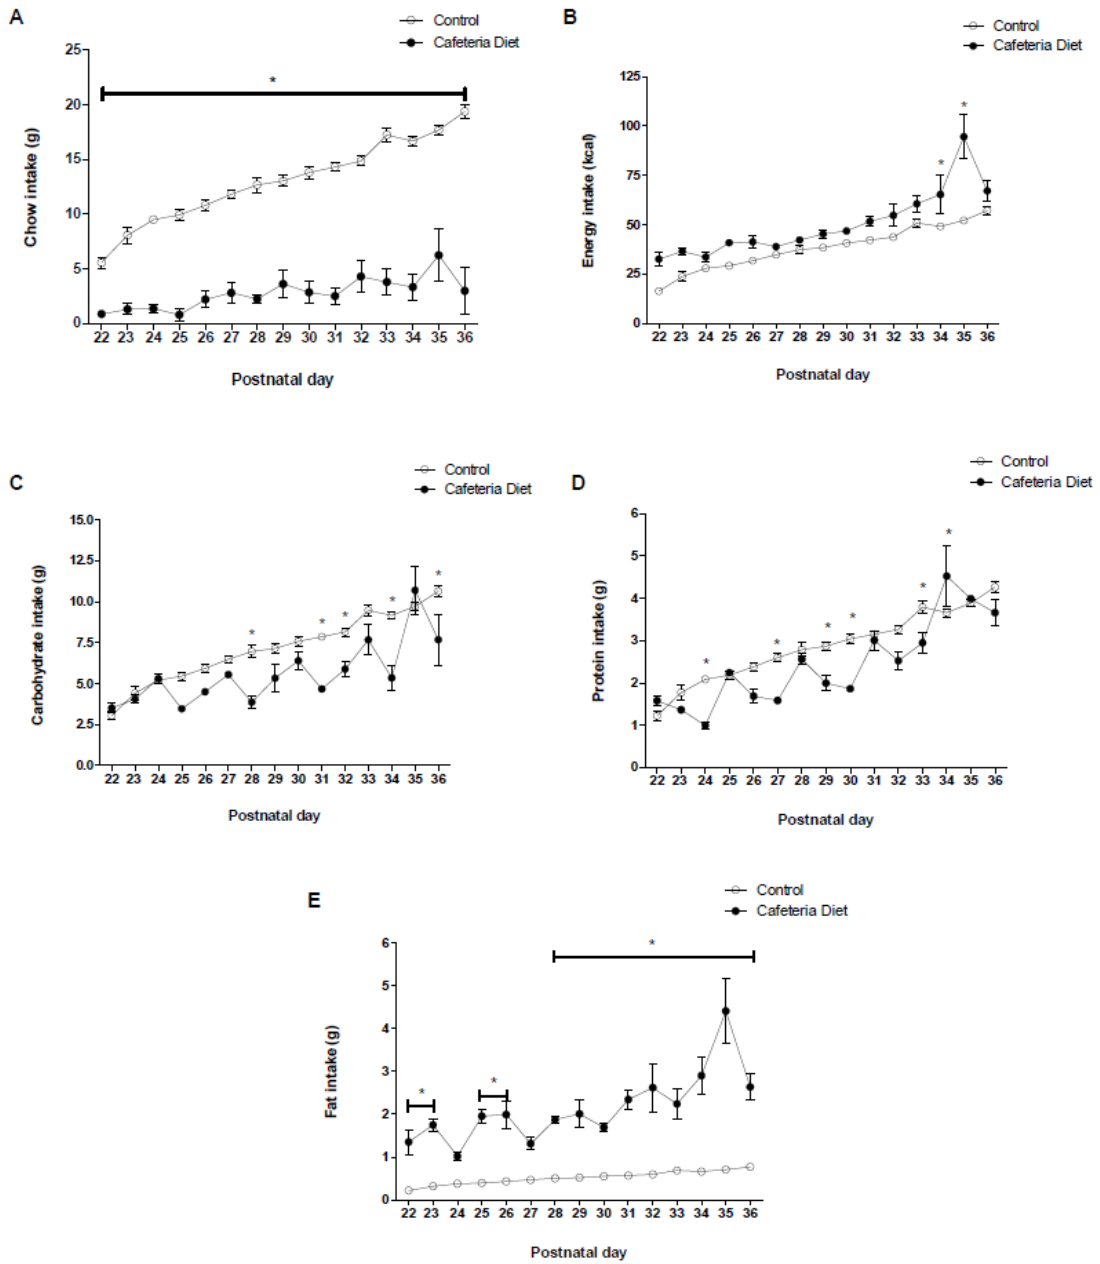 A
Control
Cafeteria Diet
25
20
15
10
5
0
*
Chow intake (g)
22 23 24 25 26 27 28 29 30 31 32 33 34 35 36
Postnatal day
B
Control
Cafeteria Diet
125
100
75
50
25
0
* *
Energy intake (kcal)
22 23 24 25 26 27 28 29 30 31 32 33 34 35 36
Postnatal day
C
Control
Cafeteria Diet
15.0
12.5
10.0
7.5
5.0
2.5
0.0
* * * * *
Carbohydrate intake (g)
22 23 24 25 26 27 28 29 30 31 32 33 34 35 36
Postnatal day
D
Control
Cafeteria Diet
6
5
4
3
2
1
0
* * * * * *
Protein intake (g)
22 23 24 25 26 27 28 29 30 31 32 33 34 35 36
Postnatal day
E
Control
Cafeteria Diet
6
5
4
3
2
1
0
* * *
Fat intake (g)
22 23 24 25 26 27 28 29 30 31 32 33 34 35 36
Postnatal day